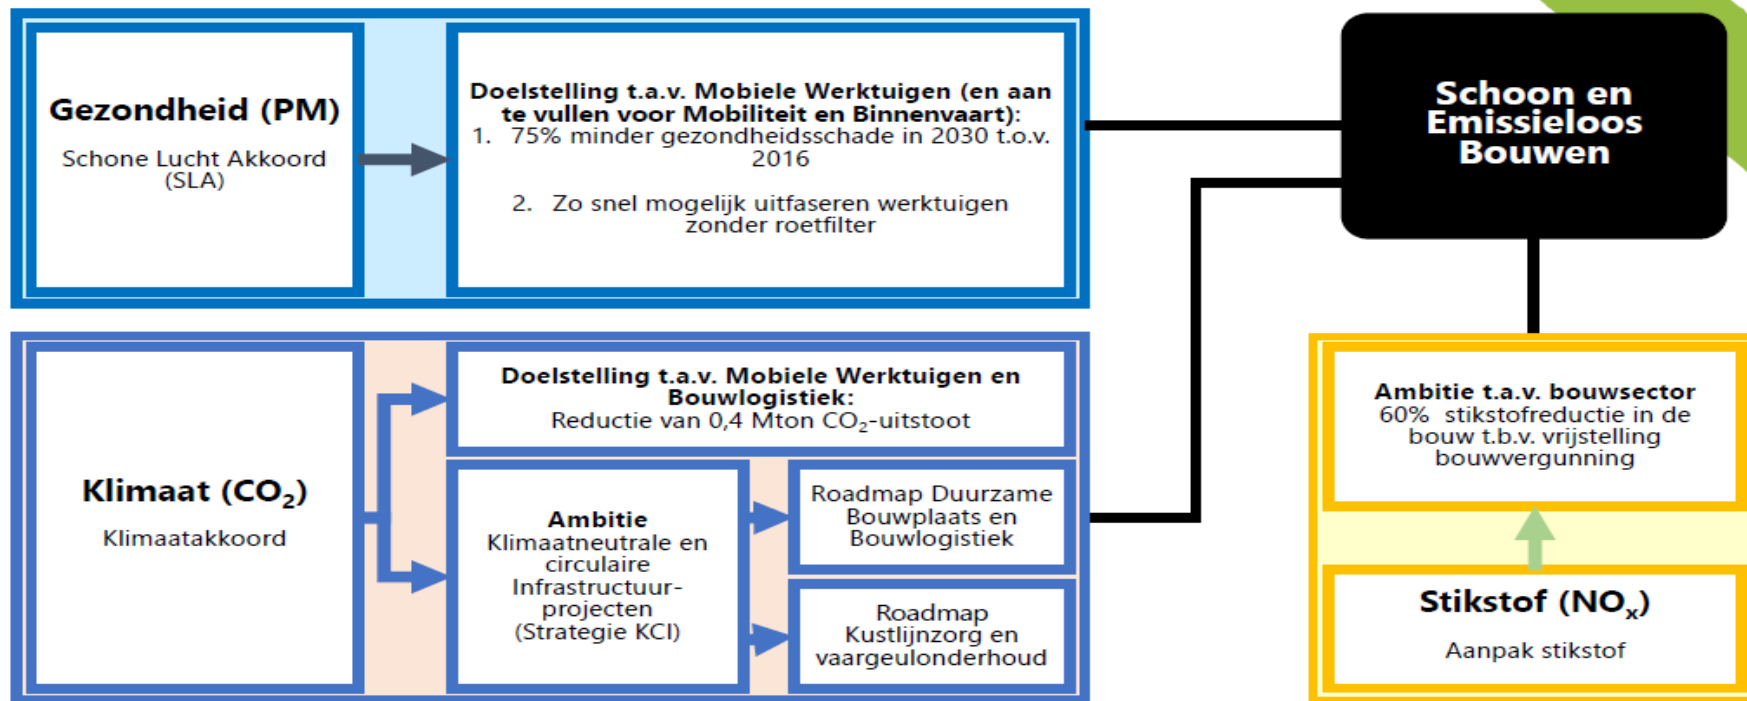 Gezondheid (PM)
Schone Lucht Akkoord
(SLA)
Doelstelling t.a.v. Mobiele Werktuigen (en aan
te vullen voor Mobiliteit en Binnenvaart):
1. 75% minder gezondheidsschade in 2030 t.o.v.
2016
2. Zo snel mogelijk uitfaseren werktuigen
zonder roetfilter
Schoon en
Emissieloos
Bouwen
Klimaat (CO₂)
Klimaatakkoord
Doelstelling t.a.v. Mobiele Werktuigen en
Bouwlogistiek:
Reductie van 0,4 Mton CO₂-uitstoot
Ambitie
Klimaatneutrale en
circulaire
Infrastructuur-
projecten
(Strategie KCI)
Roadmap Duurzame
Bouwplaats en
Bouwlogistiek
Roadmap
Kustlijnzorg en
vaargeulonderhoud
Ambitie t.a.v. bouwsector
60% stikstofreductie in de
bouw t.b.v. vrijstelling
bouwvergunning
Stikstof (NOₓ)
Aanpak stikstof